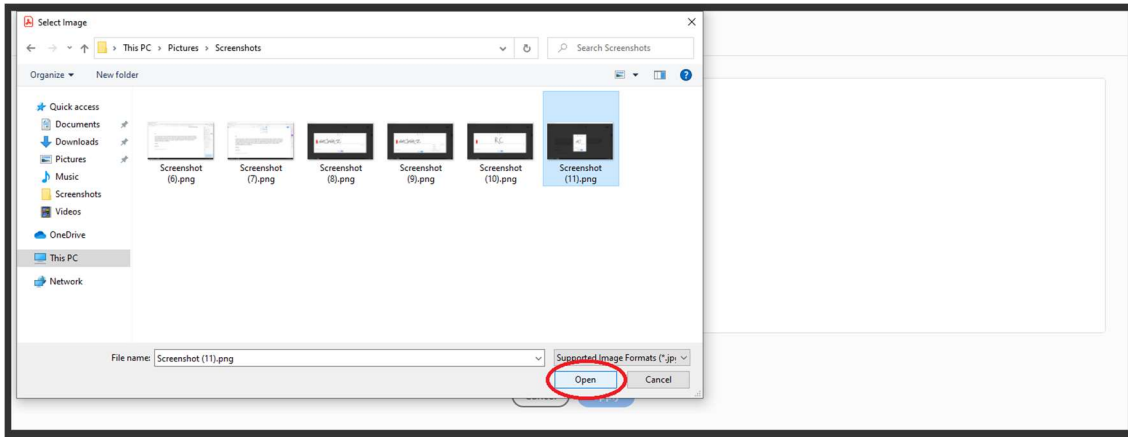 Select Image
This PC > Pictures > Screenshots
Search Screenshots
Organize
New folder
Quick access
Documents
Downloads
Pictures
Music
Screenshots
Videos
OneDrive
This PC
Network
Screenshot (6).png
Screenshot (7).png
Screenshot (8).png
Screenshot (9).png
Screenshot (10).png
Screenshot (11).png
File name: Screenshot (11).png
Supported Image Formats (*.jp
Open
Cancel